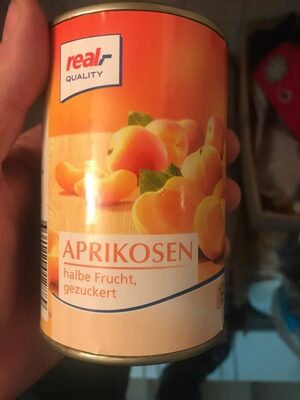 real,-
QUALITY
APRIKOSEN
halbe Frucht,
gezuckert